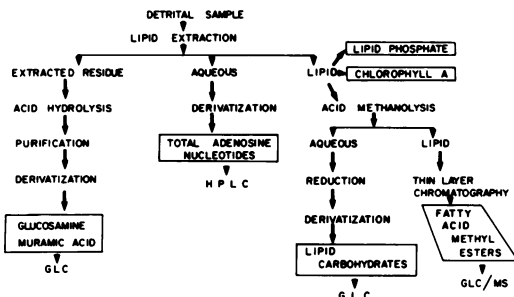 DETRITAL SAMPLE
LIPID EXTRACTION
LIPID PHOSPHATE
CHLOROPHYLL A
EXTRACTED RESIDUE
AQUEOUS
LIPID
ACID HYDROLYSIS
DERIVATIZATION
ACID METHANOLYSIS
PURIFICATION
TOTAL ADENOSINE
NUCLEOTIDES
AQUEOUS
LIPID
DERIVATIZATION
HPLC
REDUCTION
THIN LAYER
CHROMATOGRAPHY
GLUCOSAMINE
MURAMIC ACID
DERIVATIZATION
FATTY
ACID
METHYL
ESTERS
LIPID
CARBOHYDRATES
GLC
GLC/MS
GLC